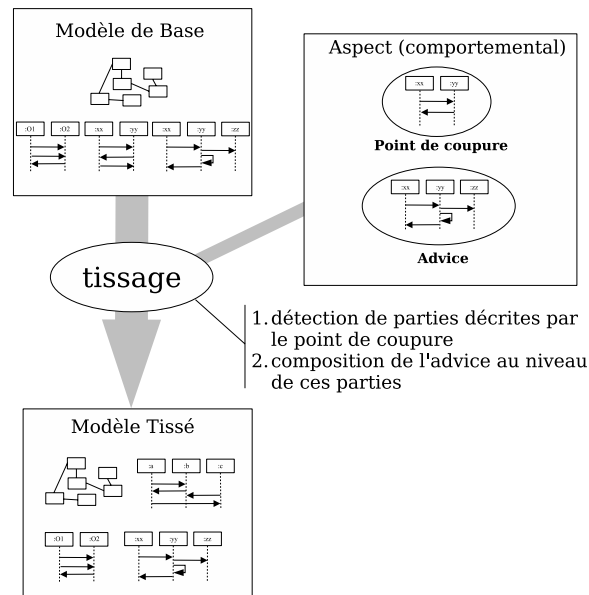 Modèle de Base
:O1 :O2 :xx :yy :xx :yy :zz
Aspect (comportemental)
:xx :yy
Point de coupure
:xx :yy :zz
Advice
tissage
1. détection de parties décrites par
le point de coupure
2. composition de l'advice au niveau
de ces parties
Modèle Tissé
:a :b :c
:O1 :O2 :xx :yy :zz